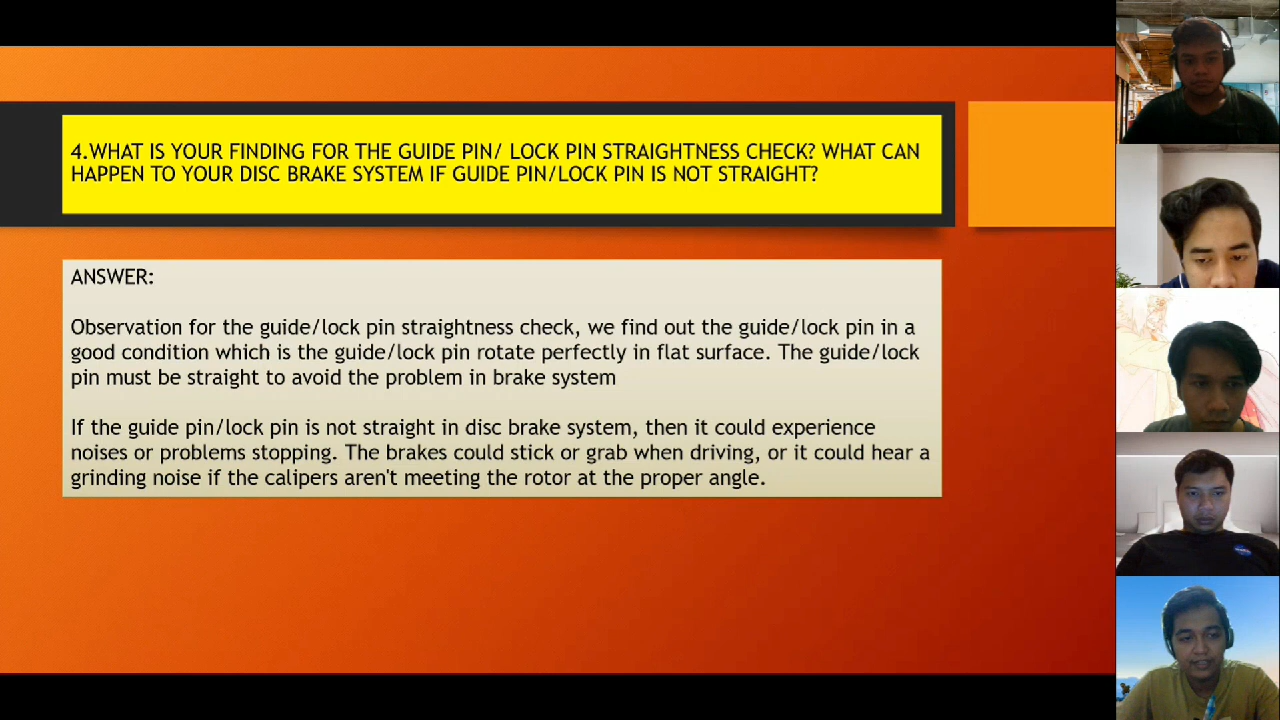 4.WHAT IS YOUR FINDING FOR THE GUIDE PIN/ LOCK PIN STRAIGHTNESS CHECK? WHAT CAN
HAPPEN TO YOUR DISC BRAKE SYSTEM IF GUIDE PIN/LOCK PIN IS NOT STRAIGHT?
ANSWER:
Observation for the guide/lock pin straightness check, we find out the guide/lock pin in a
good condition which is the guide/lock pin rotate perfectly in flat surface. The guide/lock
pin must be straight to avoid the problem in brake system
If the guide pin/lock pin is not straight in disc brake system, then it could experience
noises or problems stopping. The brakes could stick or grab when driving, or it could hear a
grinding noise if the calipers aren't meeting the rotor at the proper angle.